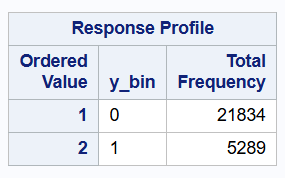 Response Profile
Ordered Value y_bin Total Frequency
1 0 21834
2 1 5289